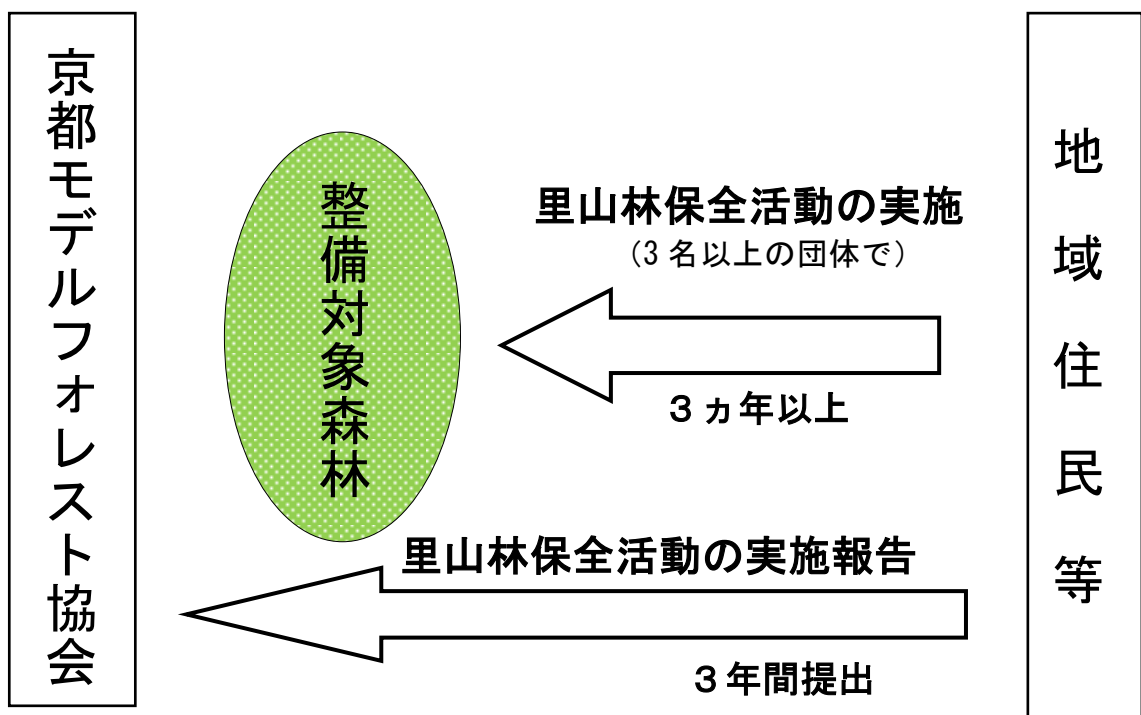 京都モデルフォレスト協会
整備対象森林
里山林保全活動の実施
（3名以上の団体で）
３ヵ年以上
里山林保全活動の実施報告
３年間提出
地域住民等